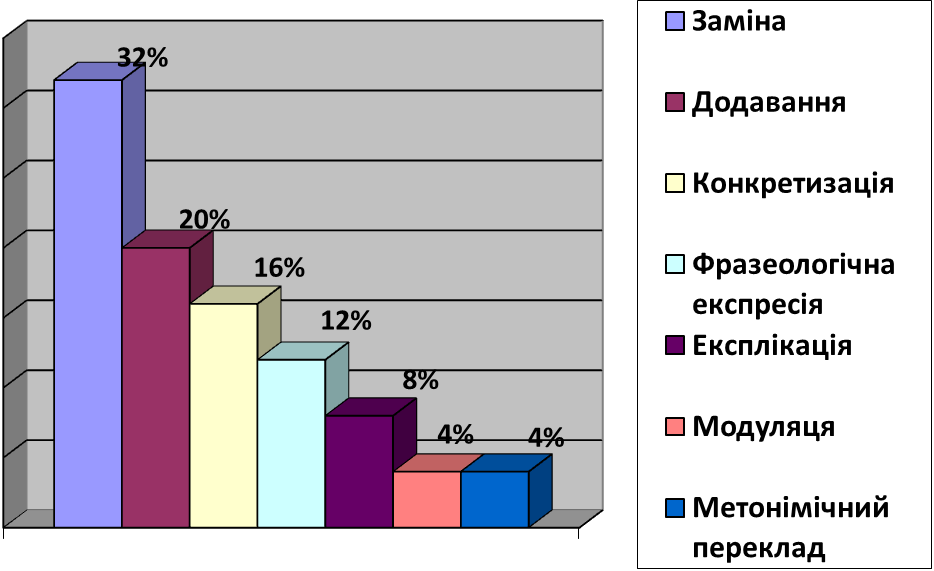 32%
20%
16%
12%
8%
4%
4%
Заміна
Додавання
Конкретизація
Фразеологічна
експресія
Експлікація
Модуляця
Метонімічний
переклад